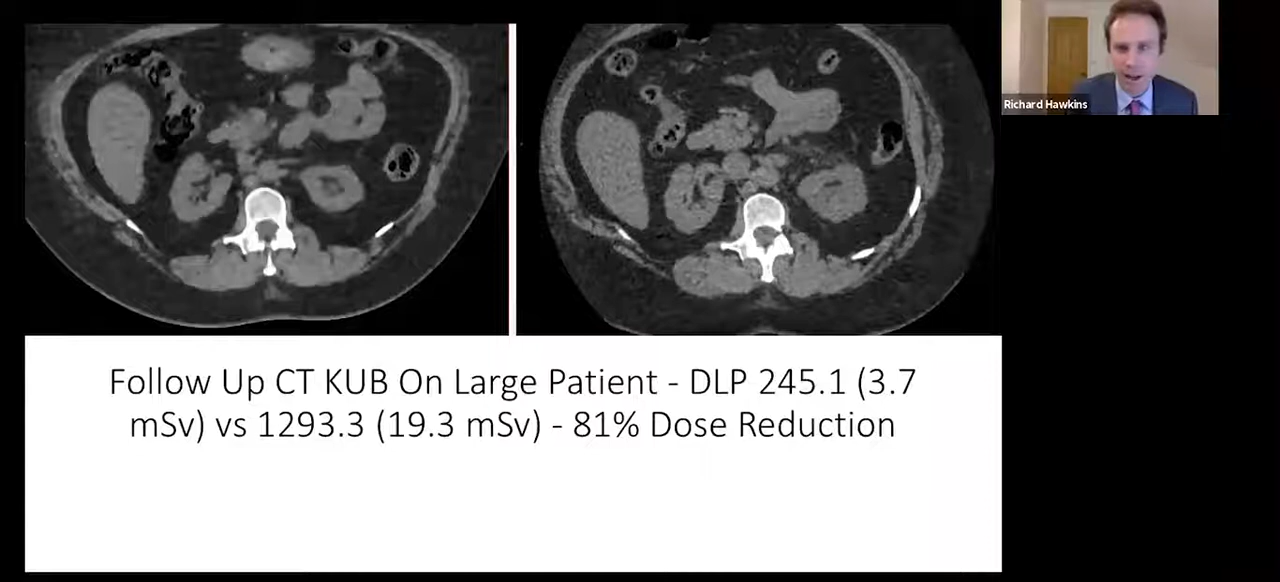 Richard Hawkins
Follow Up CT KUB On Large Patient - DLP 245.1 (3.7
mSv) vs 1293.3 (19.3 mSv) - 81% Dose Reduction